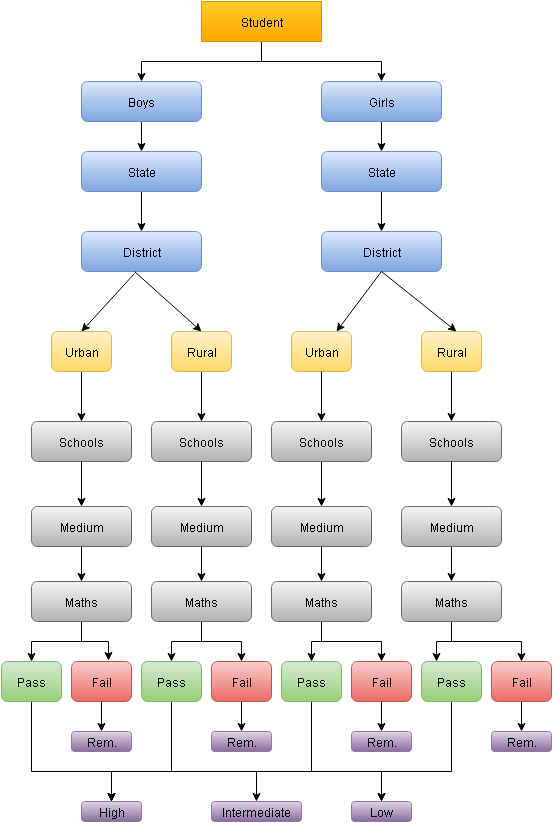 Student
Boys
Girls
State
State
District
District
Urban
Rural
Urban
Rural
Schools
Schools
Schools
Schools
Medium
Medium
Medium
Medium
Maths
Maths
Maths
Maths
Pass
Fail
Pass
Fail
Pass
Fail
Pass
Fail
Rem.
Rem.
Rem.
Rem.
High
Intermediate
Low